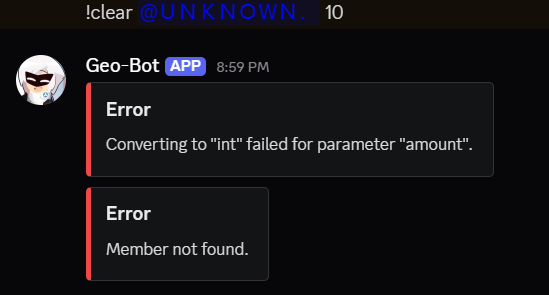 !clear @U N K N O W N . 10
Geo-Bot APP 8:59 PM
Error
Converting to "int" failed for parameter "amount".
Error
Member not found.